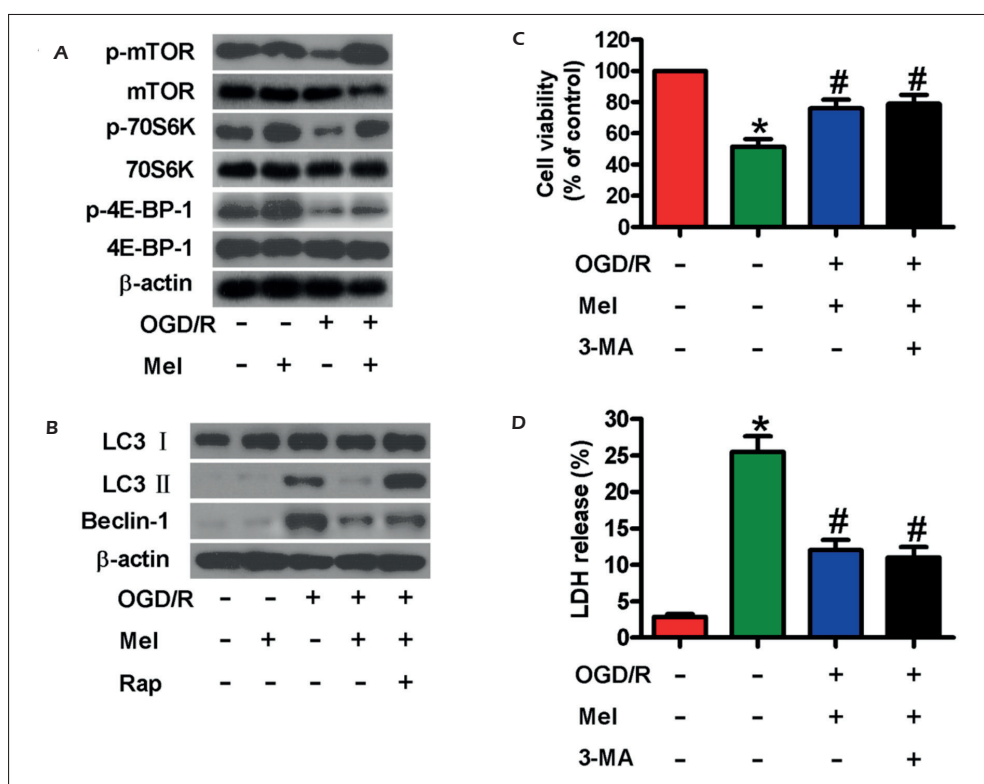 A
p-mTOR
mTOR
p-70S6K
70S6K
p-4E-BP-1
4E-BP-1
β-actin
OGD/R - - + +
Mel - + - +
B
LC3 I
LC3 II
Beclin-1
β-actin
OGD/R - - + + +
Mel - + - + +
Rap - - - - +
C
Cell viability
(% of control)
120
100
80
60
40
20
0
* # #
OGD/R - - + +
Mel - - + +
3-MA - - - +
D
LDH release (%)
30
25
20
15
10
5
0
* # #
OGD/R - - + +
Mel - - + +
3-MA - - - +